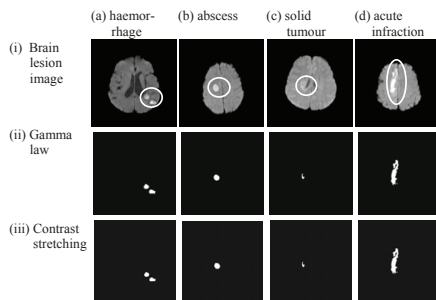 (a) haemor-
rhage
(b) abscess
(c) solid
tumour
(d) acute
infraction
(i) Brain
lesion
image
(ii) Gamma
law
(iii) Contrast
stretching